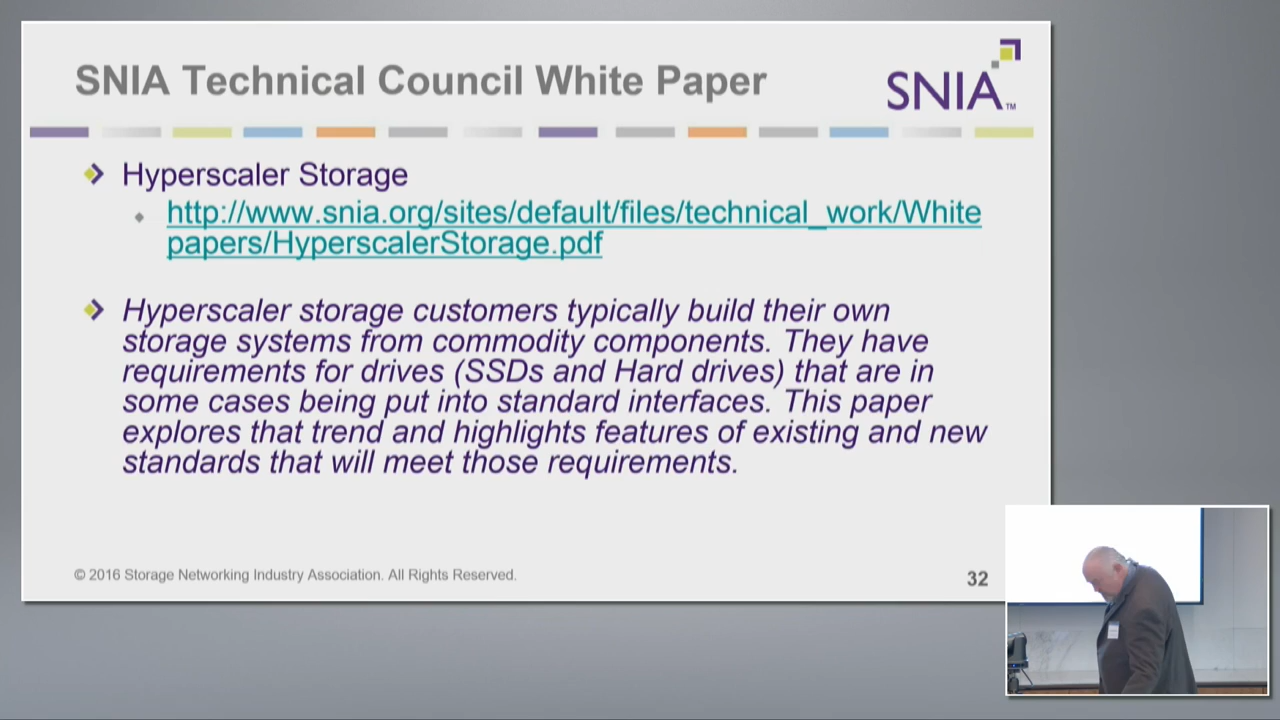 SNIA Technical Council White Paper
SNIA™
Hyperscaler Storage
http://www.snia.org/sites/default/files/technical_work/White
papers/HyperscalerStorage.pdf
Hyperscaler storage customers typically build their own
storage systems from commodity components. They have
requirements for drives (SSDs and Hard drives) that are in
some cases being put into standard interfaces. This paper
explores that trend and highlights features of existing and new
standards that will meet those requirements.
© 2016 Storage Networking Industry Association. All Rights Reserved.
32